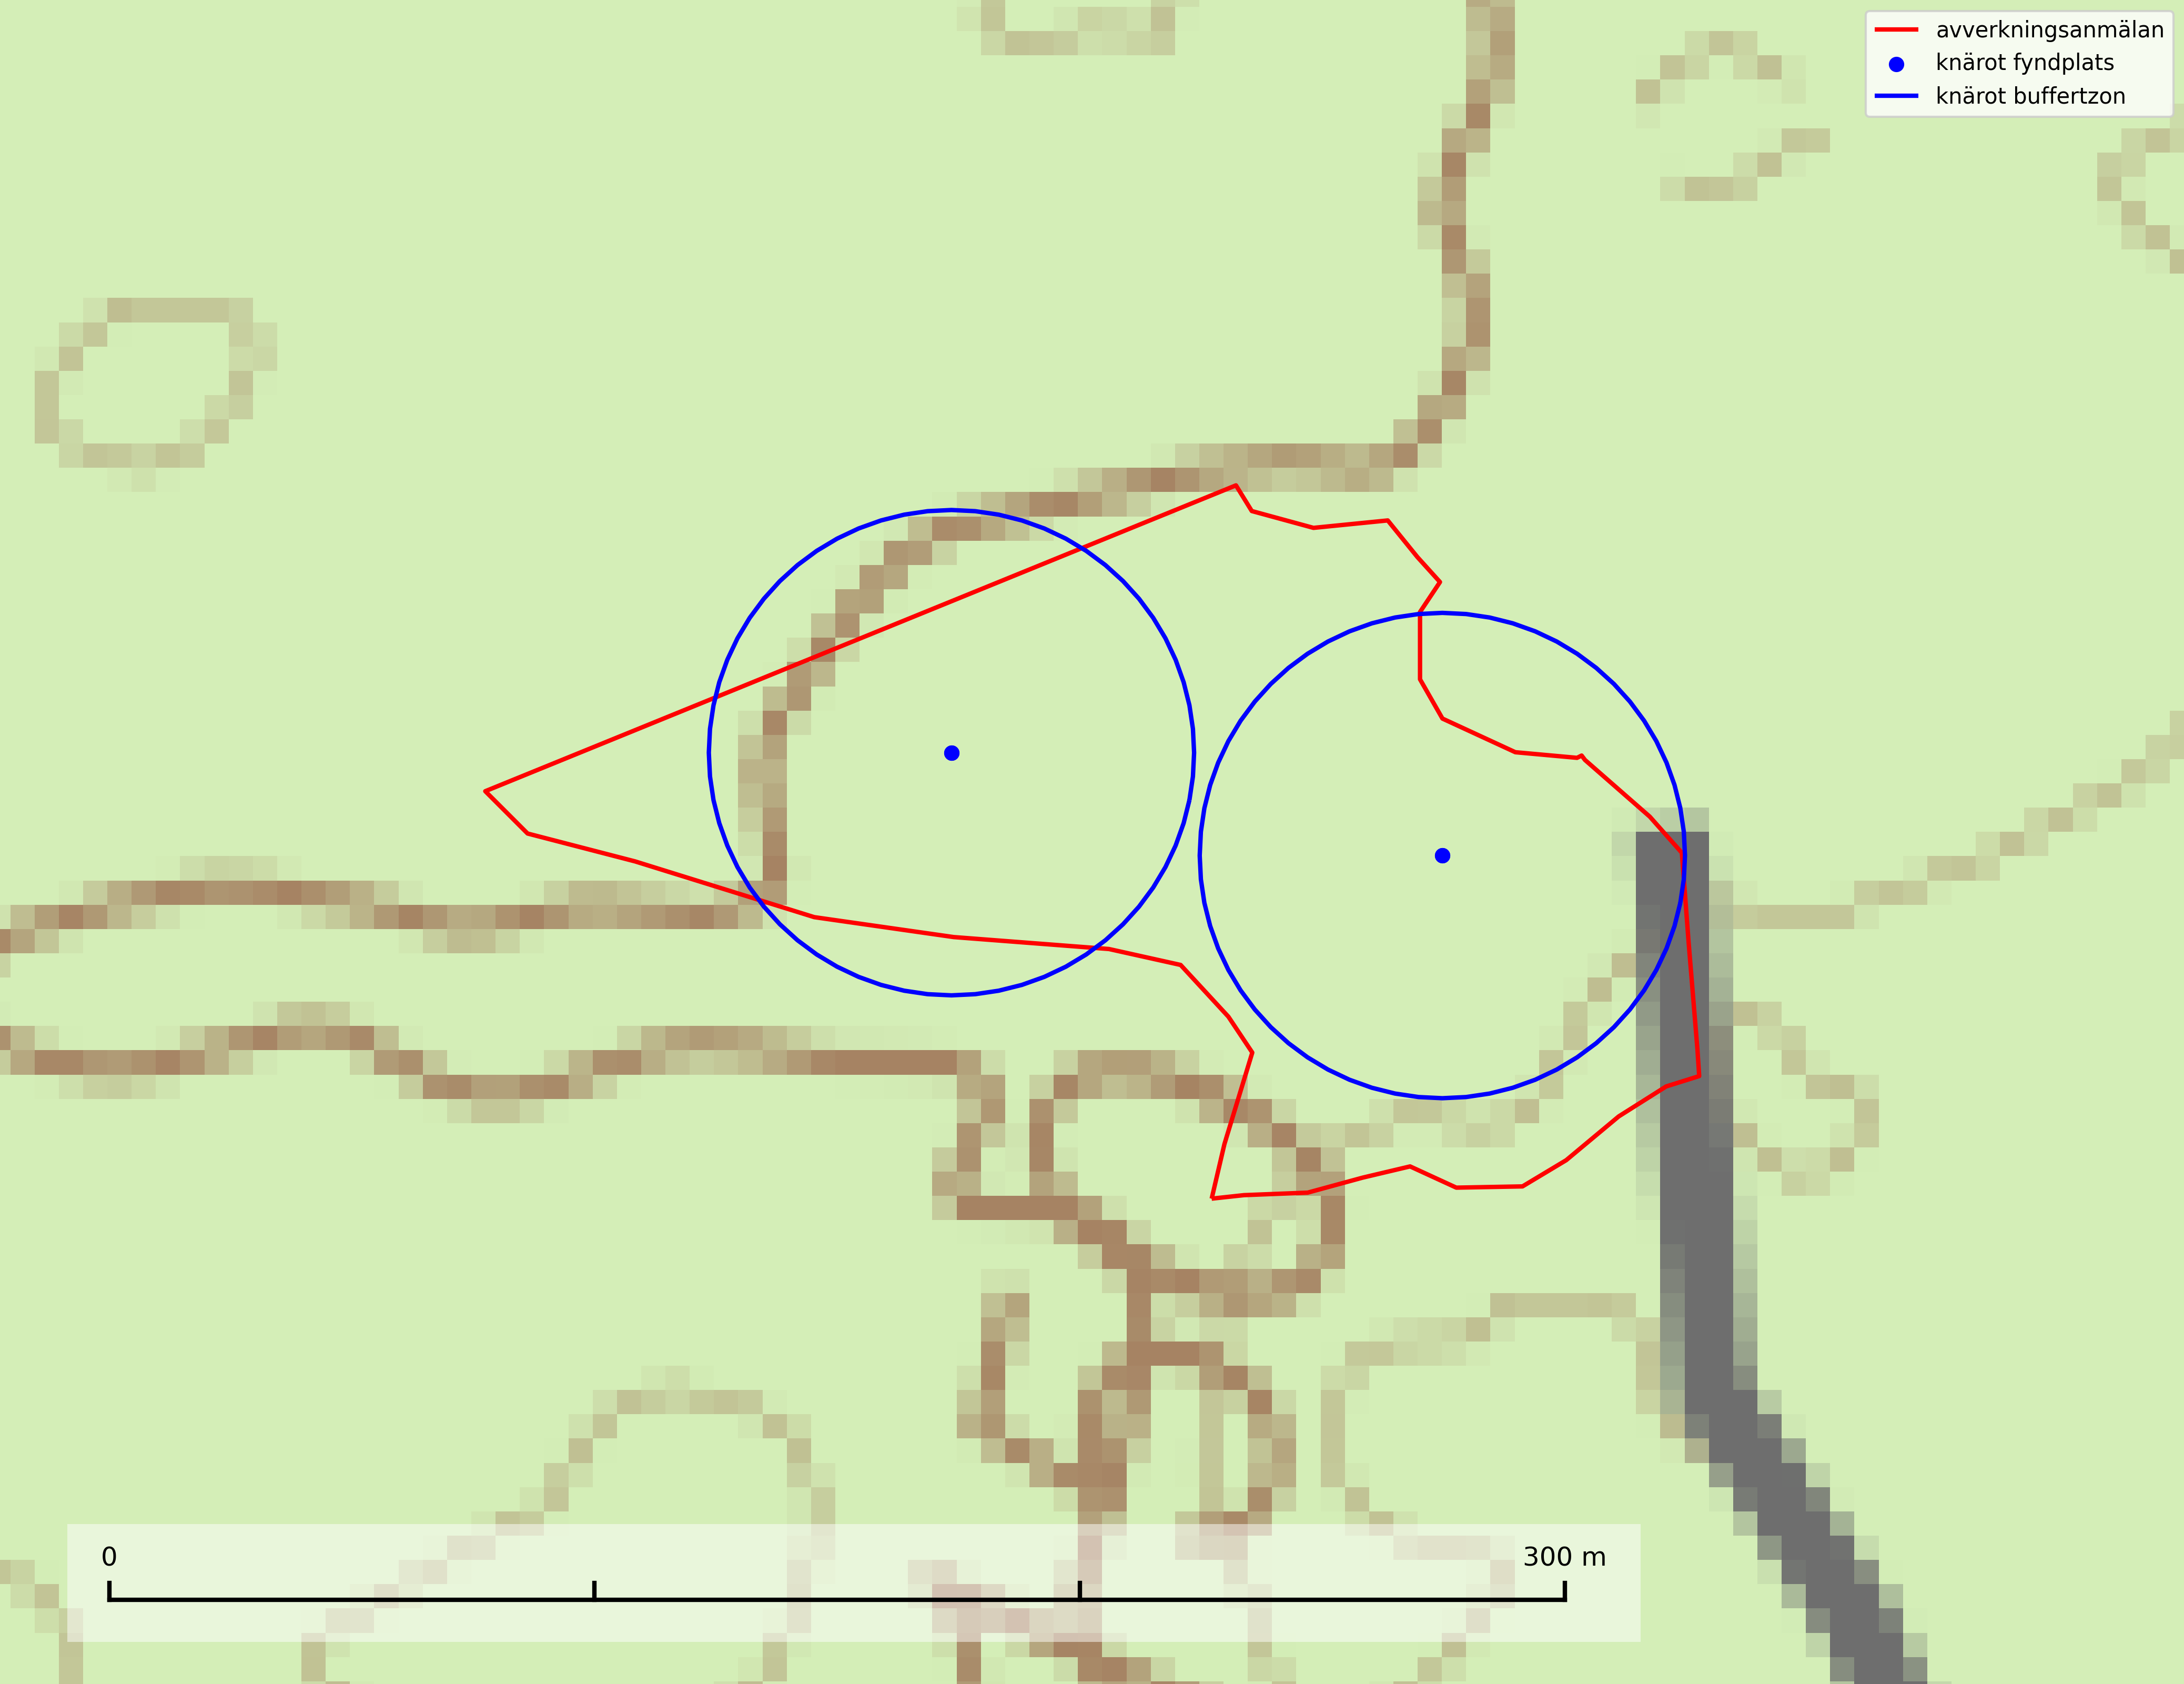 avverkningsanmälan
knärot fyndplats
knärot buffertzon
0 300 m